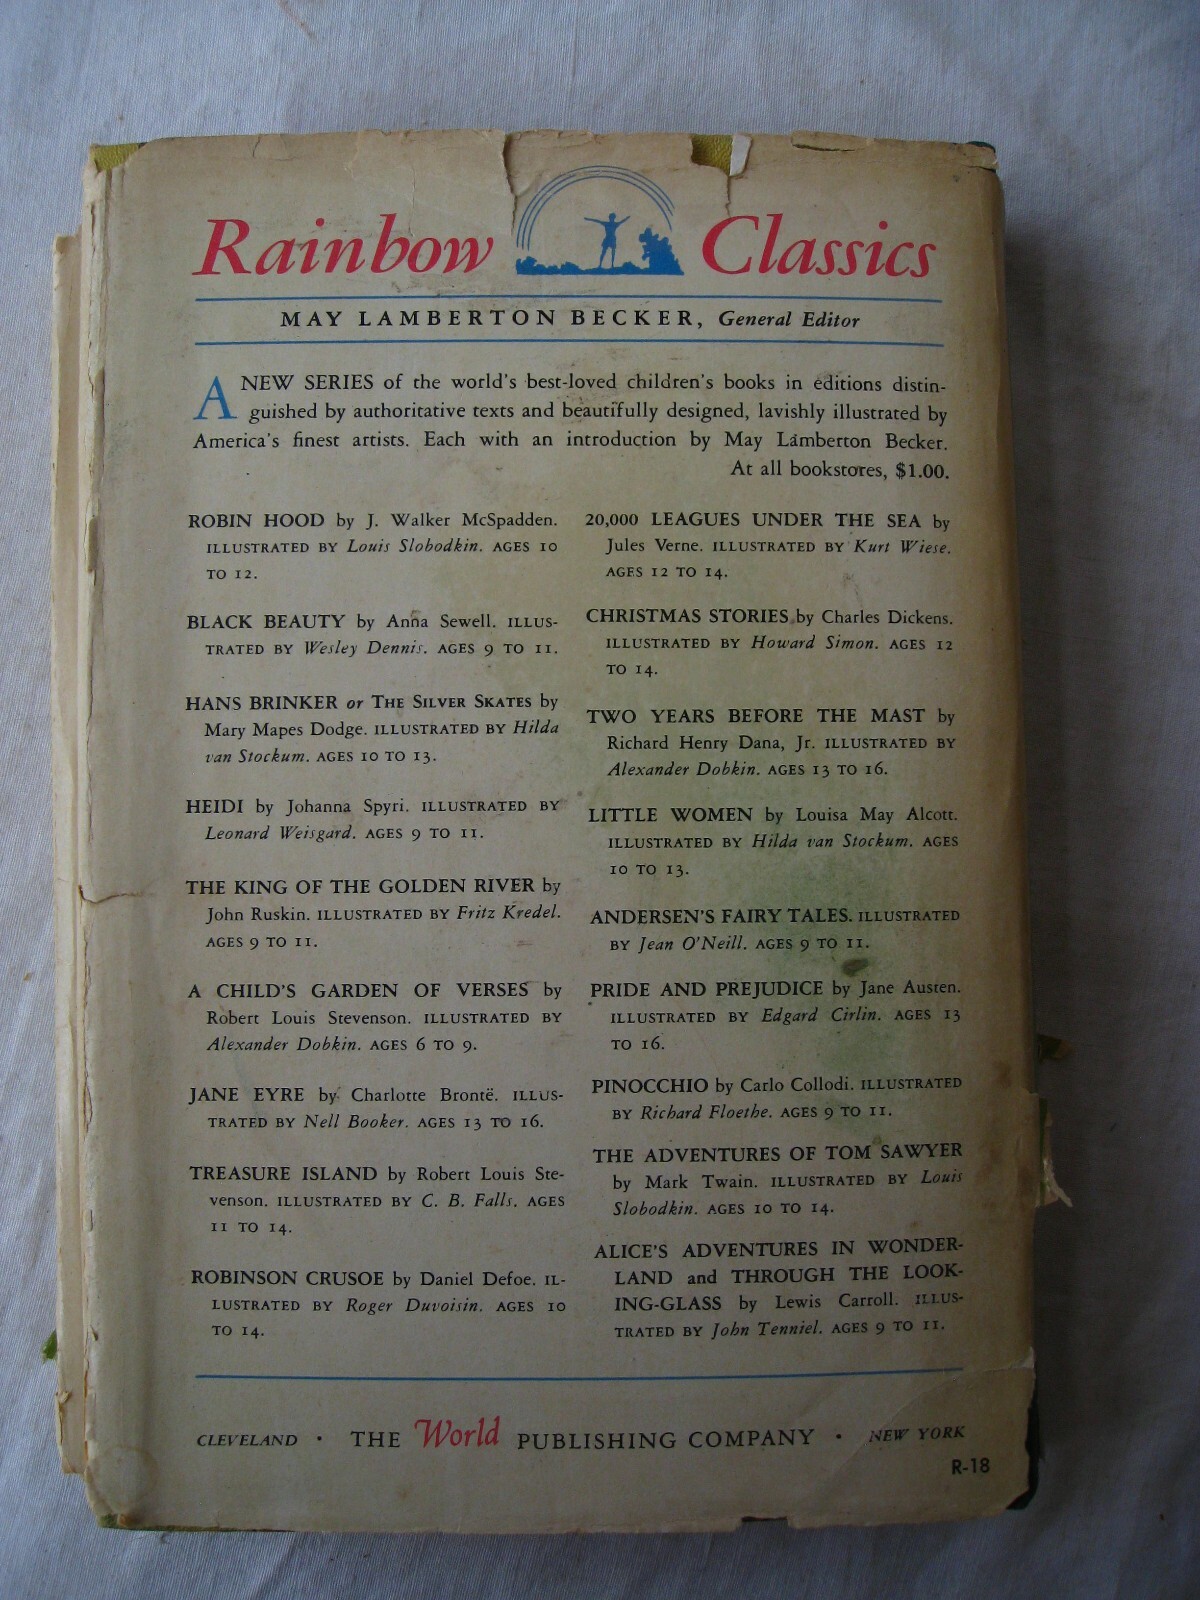 Rainbow Classics
MAY LAMBERTON BECKER, General Editor
A NEW SERIES of the world's best-loved children's books in editions distin-
guished by authoritative texts and beautifully designed, lavishly illustrated by
America's finest artists. Each with an introduction by May Lamberton Becker.
At all bookstores, $1.00.
ROBIN HOOD by J. Walker McSpadden.
ILLUSTRATED BY Louis Slobodkin. AGES 10
TO 12.
BLACK BEAUTY by Anna Sewell. ILLUS-
TRATED BY Wesley Dennis. AGES 9 TO 11.
HANS BRINKER or THE SILVER SKATES by
Mary Mapes Dodge. ILLUSTRATED BY Hilda
van Stockum. AGES 10 TO 13.
HEIDI by Johanna Spyri. ILLUSTRATED BY
Leonard Weisgard. AGES 9 TO 11.
THE KING OF THE GOLDEN RIVER by
John Ruskin. ILLUSTRATED BY Fritz Kredel.
AGES 9 TO 11.
A CHILD'S GARDEN OF VERSES by
Robert Louis Stevenson. ILLUSTRATED BY
Alexander Dobkin. AGES 6 TO 9.
JANE EYRE by Charlotte Brontë. ILLUS-
TRATED BY Nell Booker. AGES 13 TO 16.
TREASURE ISLAND by Robert Louis Ste-
venson. ILLUSTRATED BY C. B. Falls. AGES
11 TO 14.
ROBINSON CRUSOE by Daniel Defoe. IL-
LUSTRATED BY Roger Duvoisin. AGES 10
TO 14.
20,000 LEAGUES UNDER THE SEA by
Jules Verne. ILLUSTRATED BY Kurt Wiese.
AGES 12 TO 14.
CHRISTMAS STORIES by Charles Dickens.
ILLUSTRATED BY Howard Simon. AGES 12
TO 14.
TWO YEARS BEFORE THE MAST by
Richard Henry Dana, Jr. ILLUSTRATED BY
Alexander Dobkin. AGES 13 TO 16.
LITTLE WOMEN by Louisa May Alcott.
ILLUSTRATED BY Hilda van Stockum. AGES
10 TO 13.
ANDERSEN'S FAIRY TALES. ILLUSTRATED
BY Jean O'Neill. AGES 9 TO 11.
PRIDE AND PREJUDICE by Jane Austen.
ILLUSTRATED BY Edgard Cirlin. AGES 13
TO 16.
PINOCCHIO by Carlo Collodi. ILLUSTRATED
BY Richard Floethe. AGES 9 TO 11.
THE ADVENTURES OF TOM SAWYER
by Mark Twain. ILLUSTRATED BY Louis
Slobodkin. AGES 10 TO 14.
ALICE'S ADVENTURES IN WONDER-
LAND and THROUGH THE LOOK-
ING-GLASS by Lewis Carroll. ILLUS-
TRATED BY John Tenniel. AGES 9 TO 11.
CLEVELAND · THE World PUBLISHING COMPANY · NEW YORK
R-18